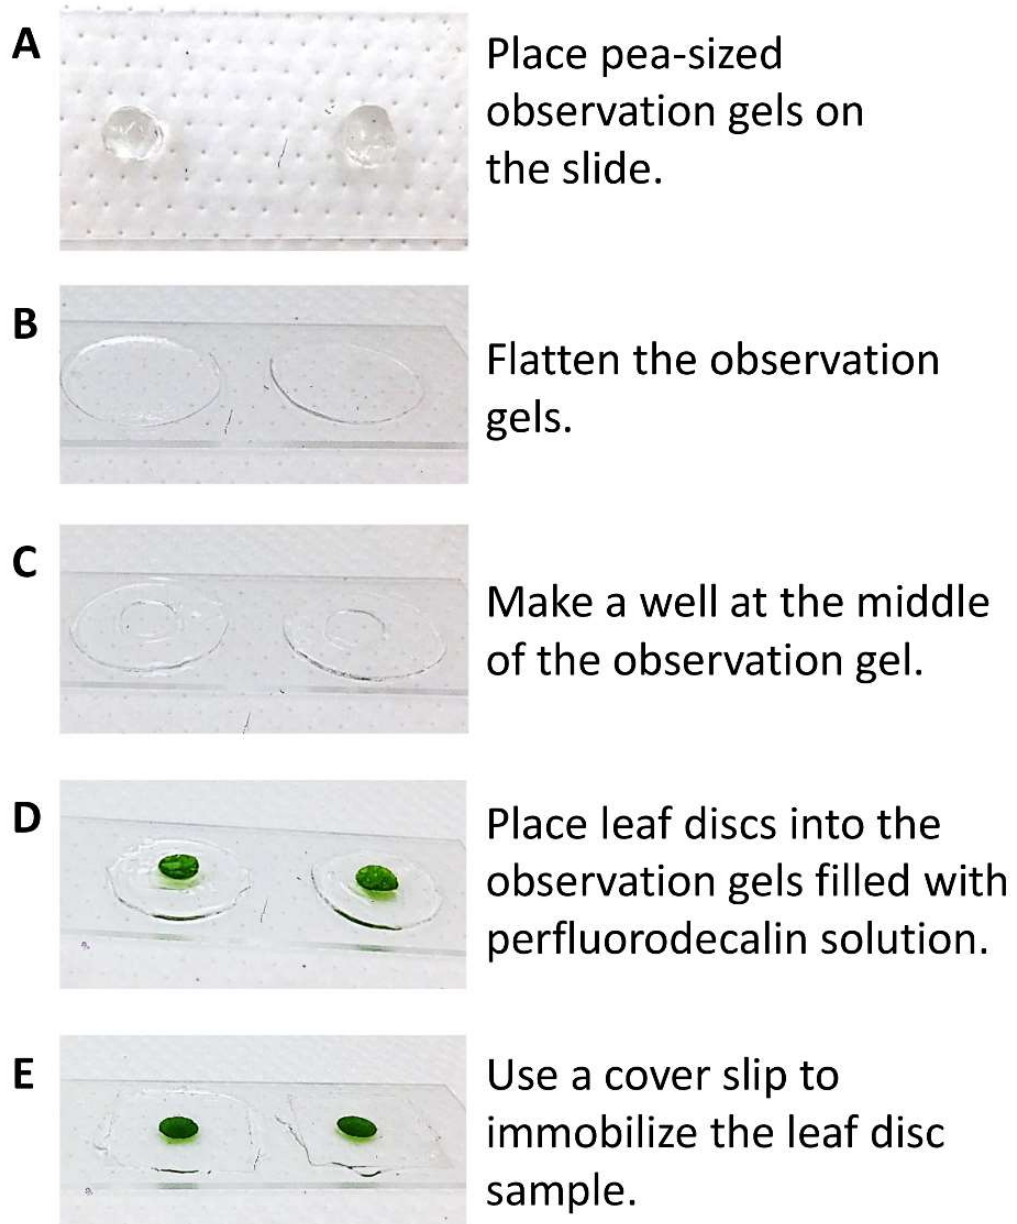 A
Place pea-sized
observation gels on
the slide.
B
Flatten the observation
gels.
C
Make a well at the middle
of the observation gel.
D
Place leaf discs into the
observation gels filled with
perfluorodecalin solution.
E
Use a cover slip to
immobilize the leaf disc
sample.